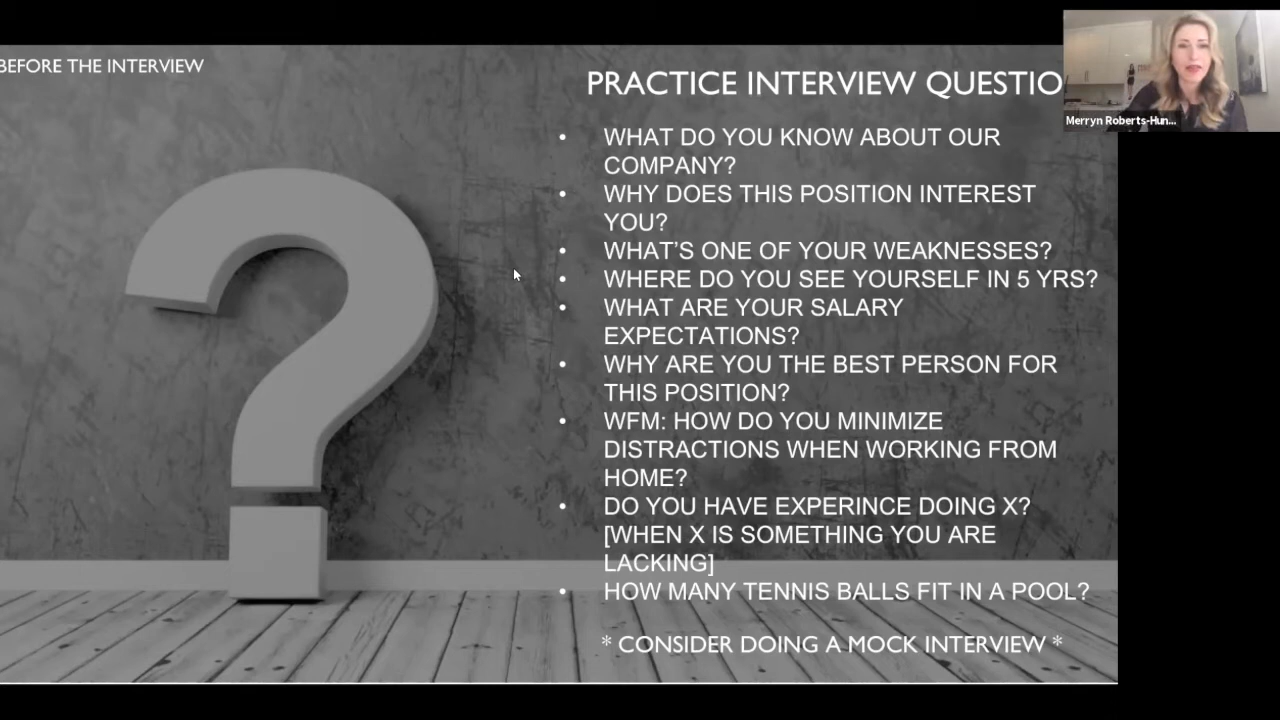 BEFORE THE INTERVIEW
PRACTICE INTERVIEW QUESTIO
Merryn Roberts-Hun...
• WHAT DO YOU KNOW ABOUT OUR
COMPANY?
• WHY DOES THIS POSITION INTEREST
YOU?
• WHAT'S ONE OF YOUR WEAKNESSES?
• WHERE DO YOU SEE YOURSELF IN 5 YRS?
• WHAT ARE YOUR SALARY
EXPECTATIONS?
• WHY ARE YOU THE BEST PERSON FOR
THIS POSITION?
• WFM: HOW DO YOU MINIMIZE
DISTRACTIONS WHEN WORKING FROM
HOME?
• DO YOU HAVE EXPERINCE DOING X?
[WHEN X IS SOMETHING YOU ARE
LACKING]
• HOW MANY TENNIS BALLS FIT IN A POOL?
* CONSIDER DOING A MOCK INTERVIEW *